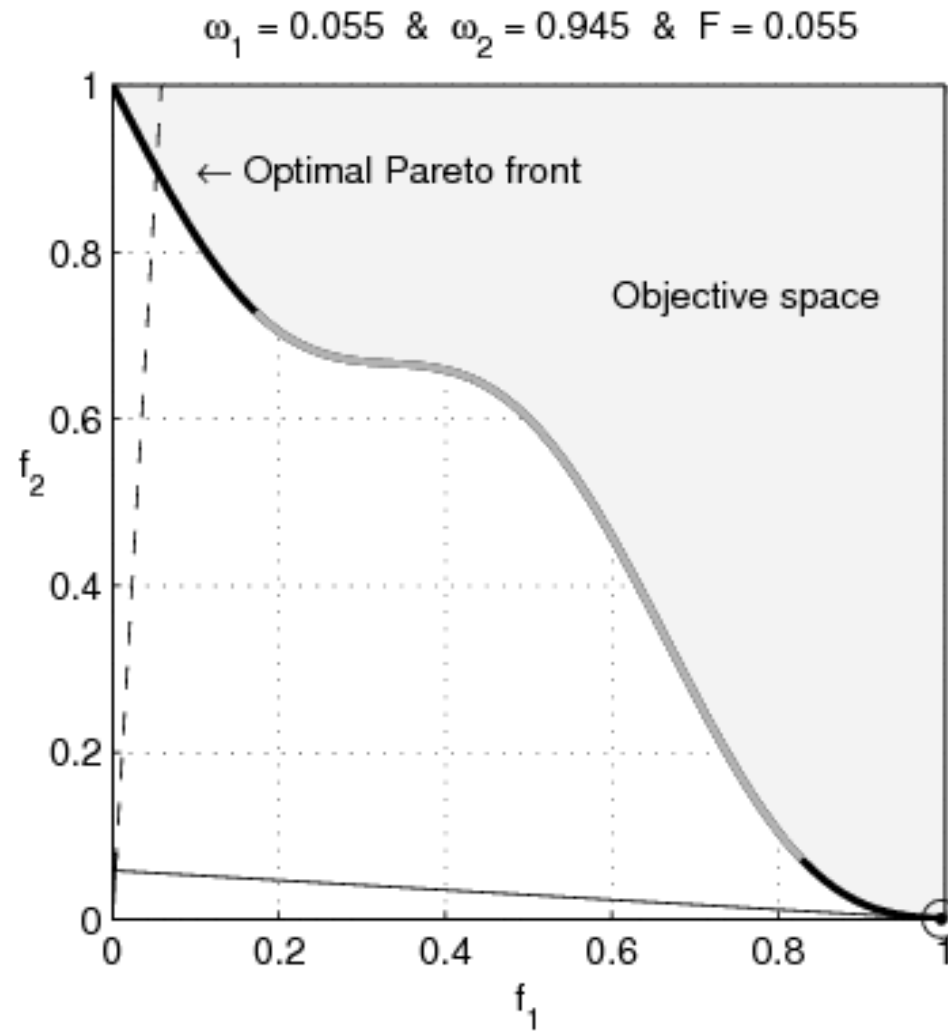 ω1 = 0.055 & ω2 = 0.945 & F = 0.055
1
← Optimal Pareto front
0.8
Objective space
0.6
f2
0.4
0.2
0
0 0.2 0.4 0.6 0.8 1
f1